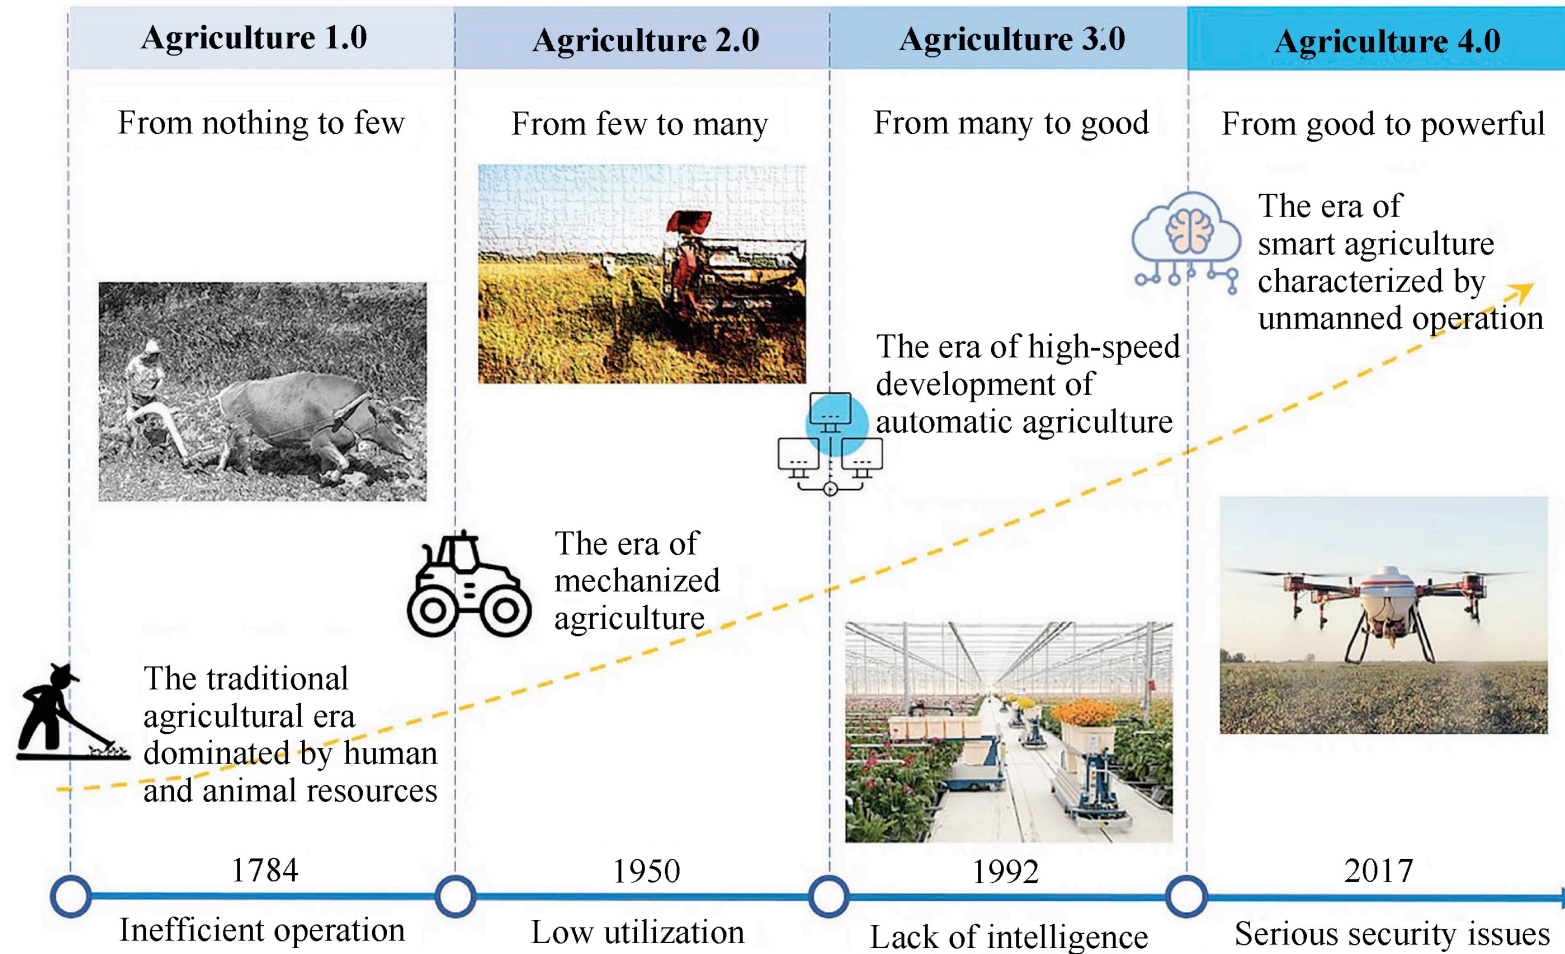 Agriculture 1.0
Agriculture 2.0
Agriculture 3.0
Agriculture 4.0
From nothing to few
From few to many
From many to good
From good to powerful
The era of
smart agriculture
characterized by
unmanned operation
The era of high-speed
development of
automatic agriculture
The era of
mechanized
agriculture
The traditional
agricultural era
dominated by human
and animal resources
1784
1950
1992
2017
Inefficient operation
Low utilization
Lack of intelligence
Serious security issues